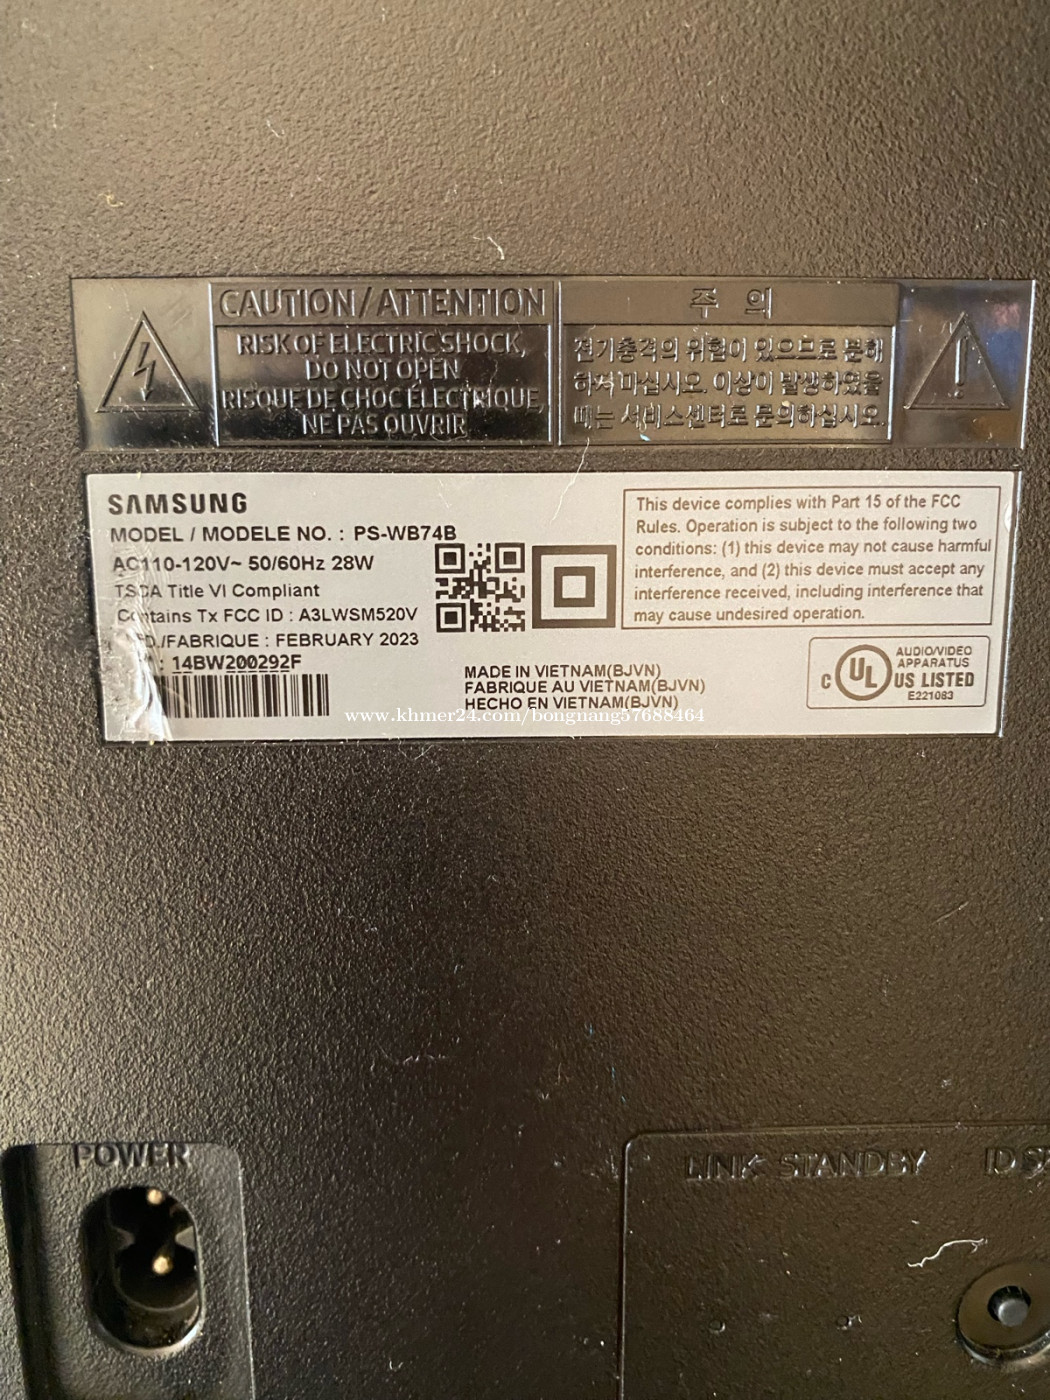 CAUTION/ATTENTION
RISK OF ELECTRIC SHOCK,
DO NOT OPEN
RISQUE DE CHOC ÉLECTRIQUE,
NE PAS OUVRIR
주 의
전기충격의 위험이 있으므로 분해
하지 마십시오. 이상이 발생하였을
때는 서비스센터로 문의하십시오.
SAMSUNG
MODEL / MODELE NO. : PS-WB74B
AC110-120V~ 50/60Hz 28W
TSCA Title VI Compliant
Contains Tx FCC ID : A3LWSM520V
D./FABRIQUE : FEBRUARY 2023
: 14BW200292F
This device complies with Part 15 of the FCC
Rules. Operation is subject to the following two
conditions: (1) this device may not cause harmful
interference, and (2) this device must accept any
interference received, including interference that
may cause undesired operation.
MADE IN VIETNAM(BJVN)
FABRIQUE AU VIETNAM(BJVN)
HECHO EN VIETNAM(BJVN)
C UL US LISTED
AUDIO/VIDEO
APPARATUS
E221083
www.khmer24.com/bongnang57688464
POWER
LINK STANDBY ID S